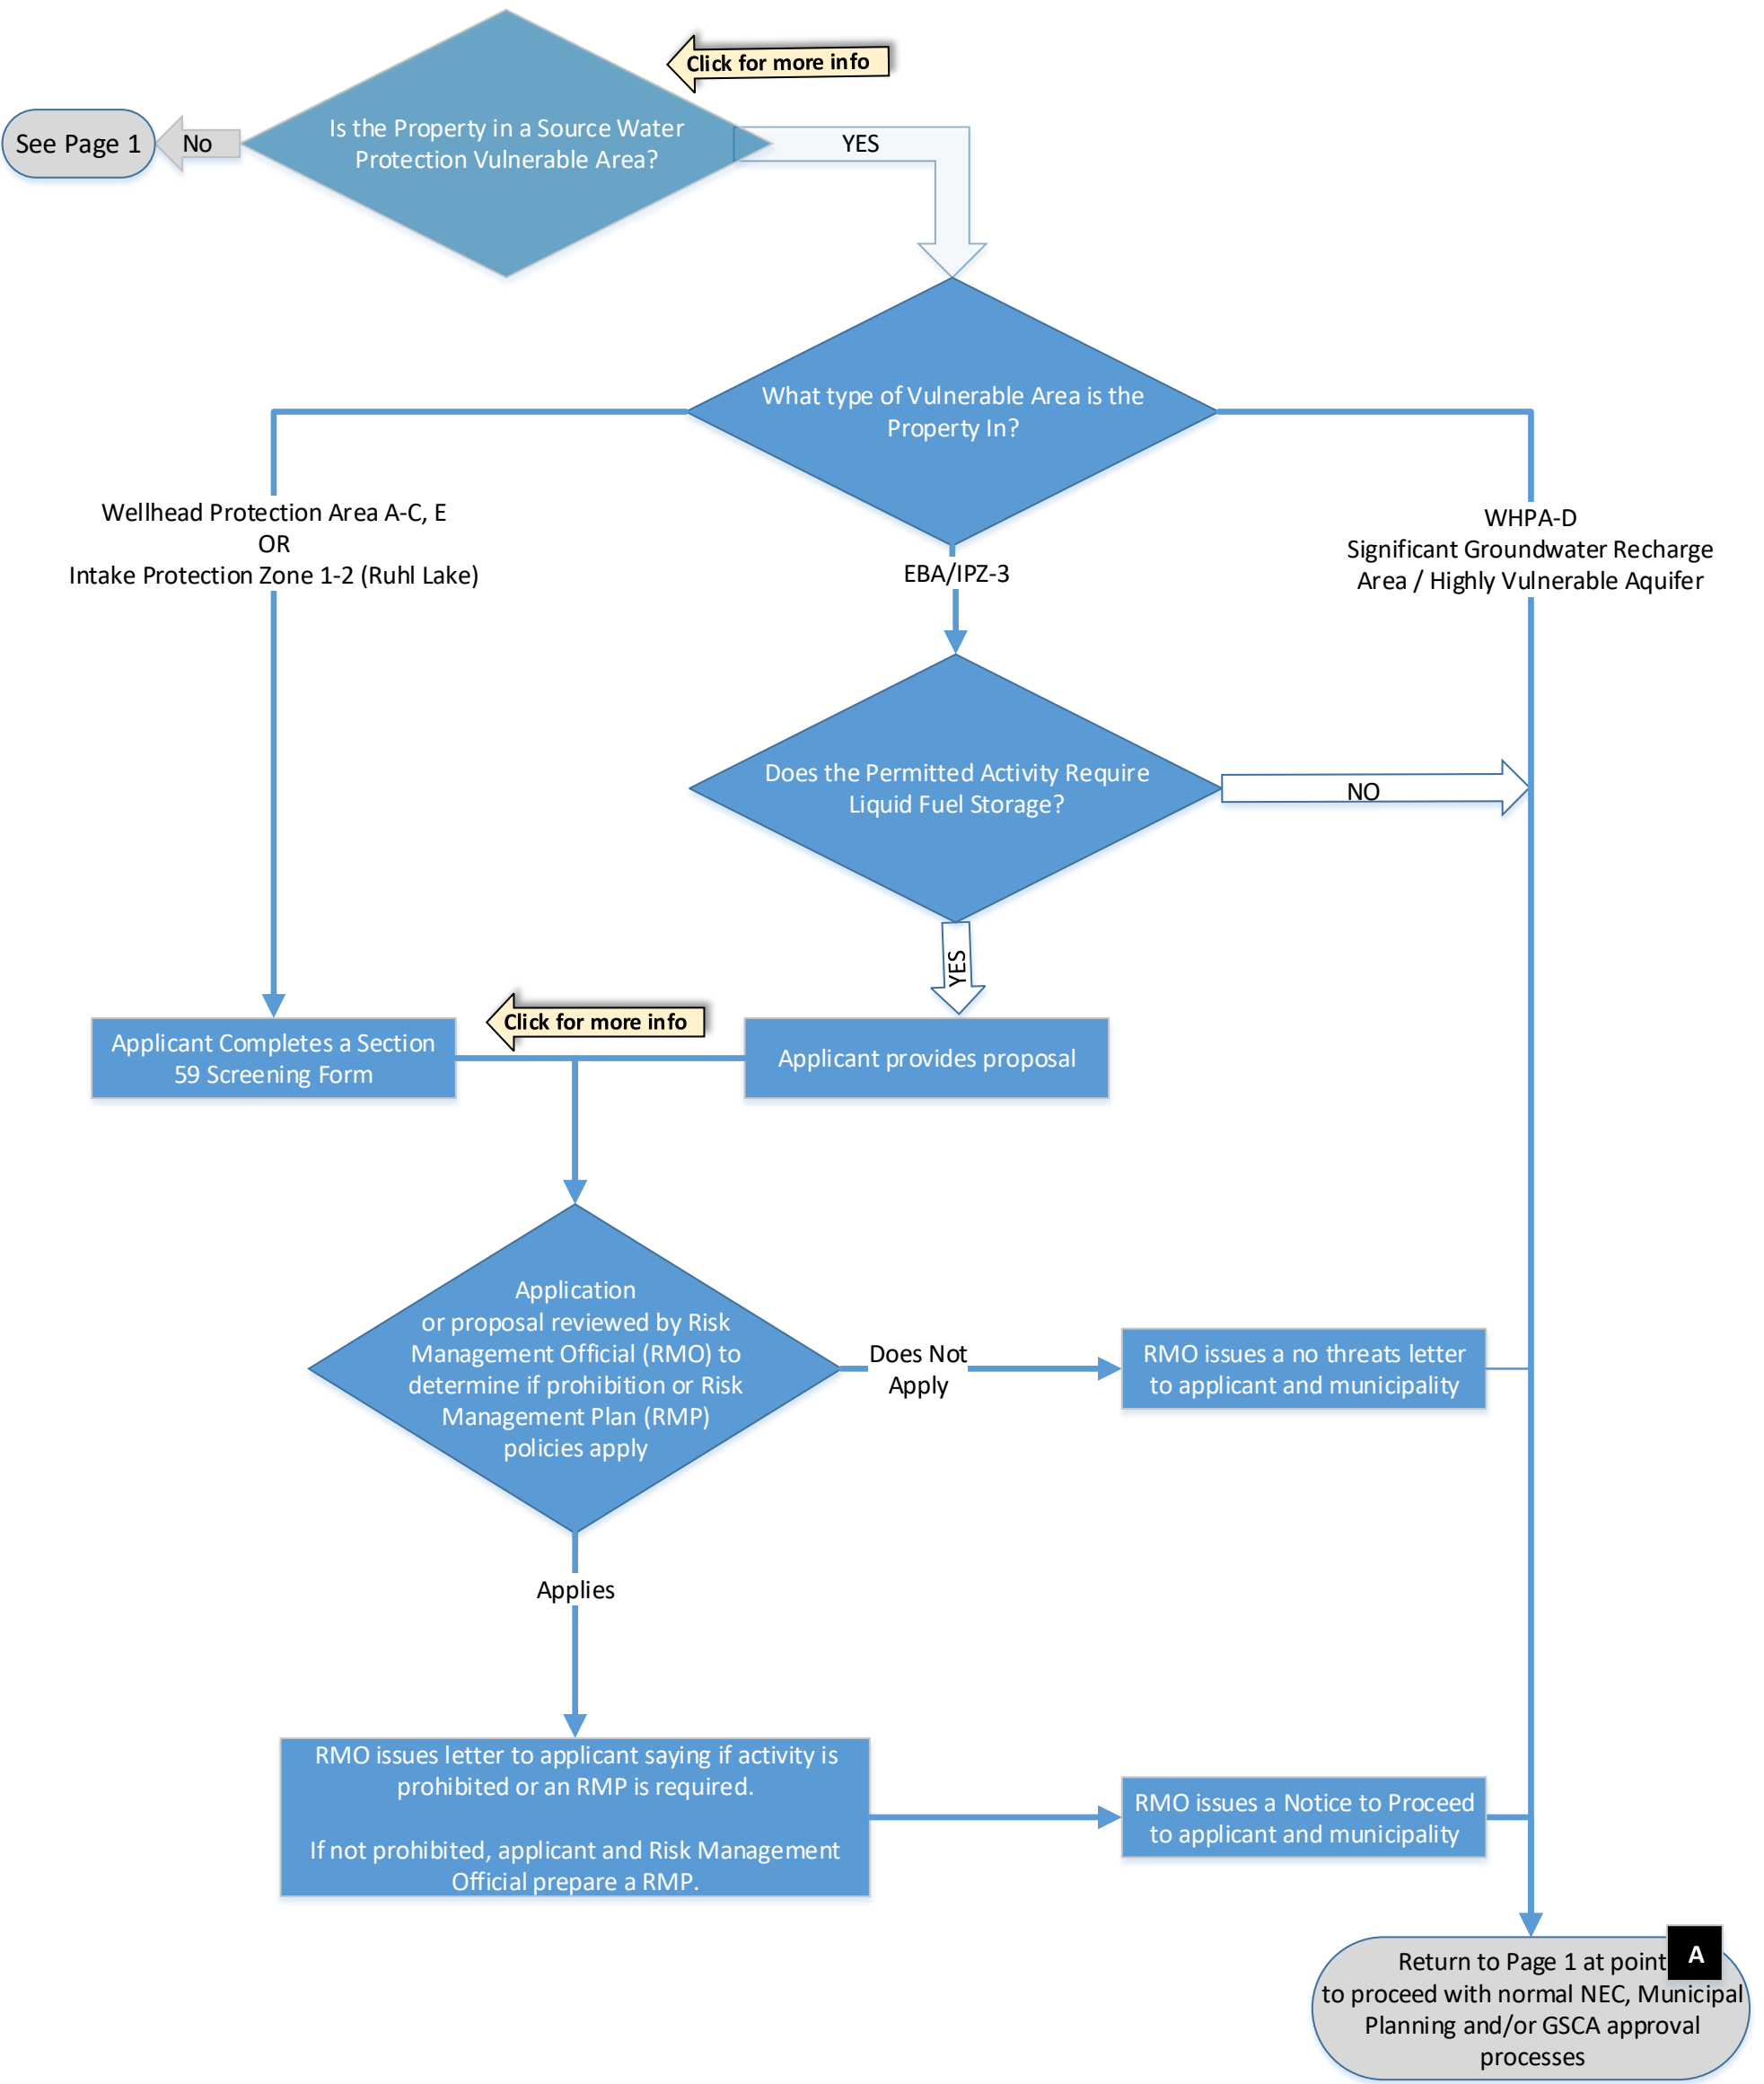 Click for more info
Is the Property in a Source Water
Protection Vulnerable Area?
See Page 1
No
YES
What type of Vulnerable Area is the
Property In?
Wellhead Protection Area A-C, E
OR
Intake Protection Zone 1-2 (Ruhl Lake)
EBA/IPZ-3
WHPA-D
Significant Groundwater Recharge
Area / Highly Vulnerable Aquifer
Does the Permitted Activity Require
Liquid Fuel Storage?
NO
YES
Applicant Completes a Section
59 Screening Form
Click for more info
Applicant provides proposal
Application
or proposal reviewed by Risk
Management Official (RMO) to
determine if prohibition or Risk
Management Plan (RMP)
policies apply
Does Not
Apply
RMO issues a no threats letter
to applicant and municipality
Applies
RMO issues letter to applicant saying if activity is
prohibited or an RMP is required.
If not prohibited, applicant and Risk Management
Official prepare a RMP.
RMO issues a Notice to Proceed
to applicant and municipality
Return to Page 1 at point A
to proceed with normal NEC, Municipal
Planning and/or GSCA approval
processes